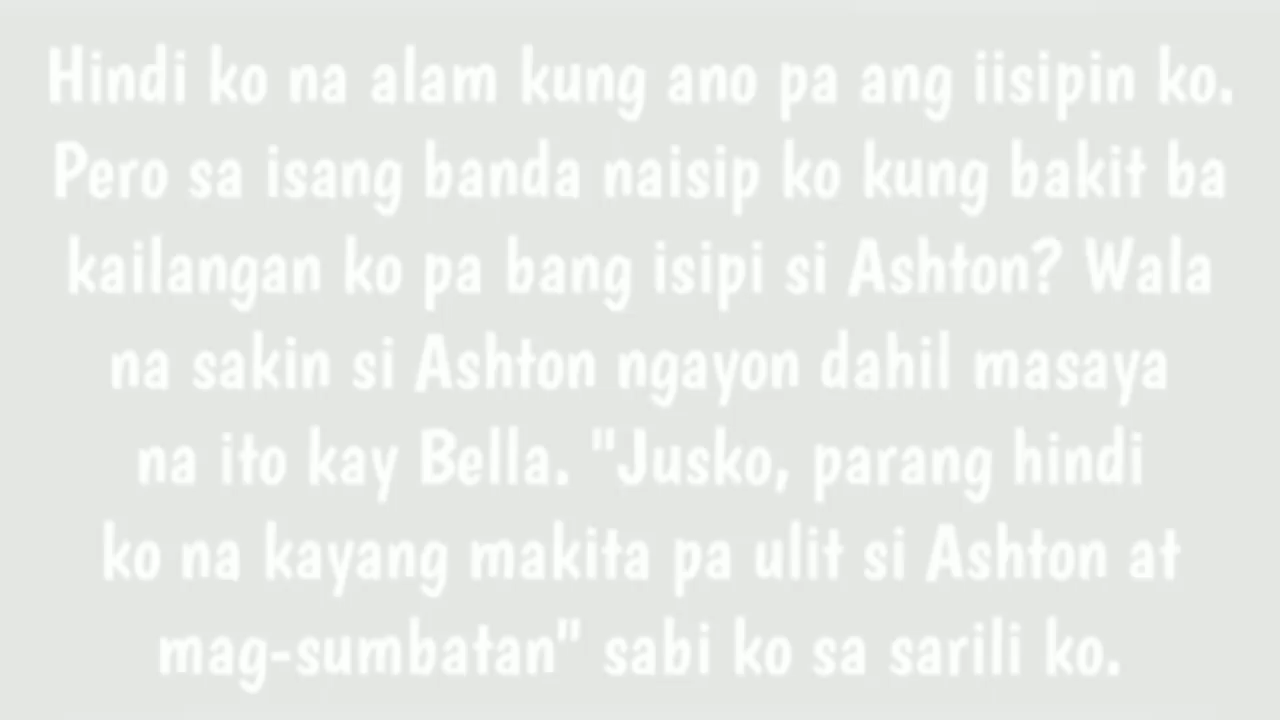 Hindi ko na alam kung ano pa ang iisipin ko.
Pero sa isang banda naisip ko kung bakit ba
kailangan ko pa bang isipi si Ashton? Wala
na sakin si Ashton ngayon dahil masaya
na ito kay Bella. "Jusko, parang hindi
ko na kayang makita pa ulit si Ashton at
mag-sumbatan" sabi ko sa sarili ko.